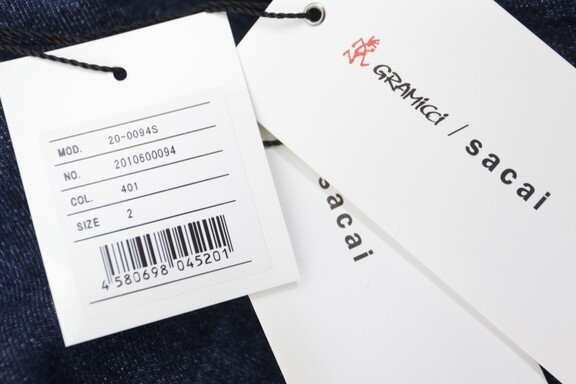 MOD. 20-0094S
NO. 2010600094
COL. 401
SIZE 2
4 580698 045201
GRAMiCCi / sacai
sacai